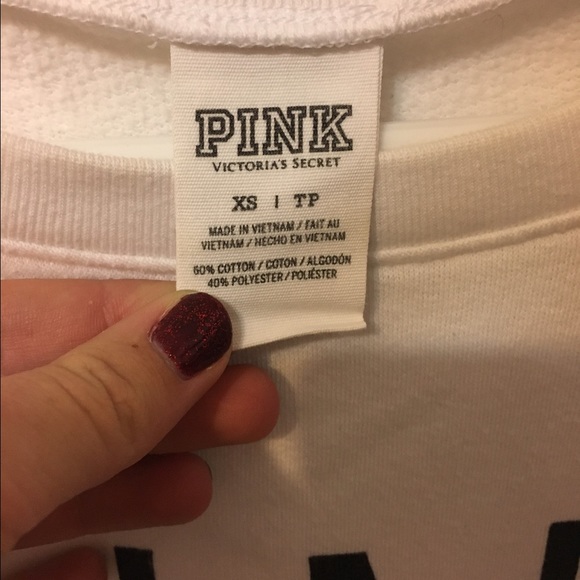 PINK
VICTORIA'S SECRET
XS | TP
MADE IN VIETNAM / FAIT AU
VIETNAM / HECHO EN VIETNAM
60% COTTON / COTON / ALGODÓN
40% POLYESTER / POLIÉSTER